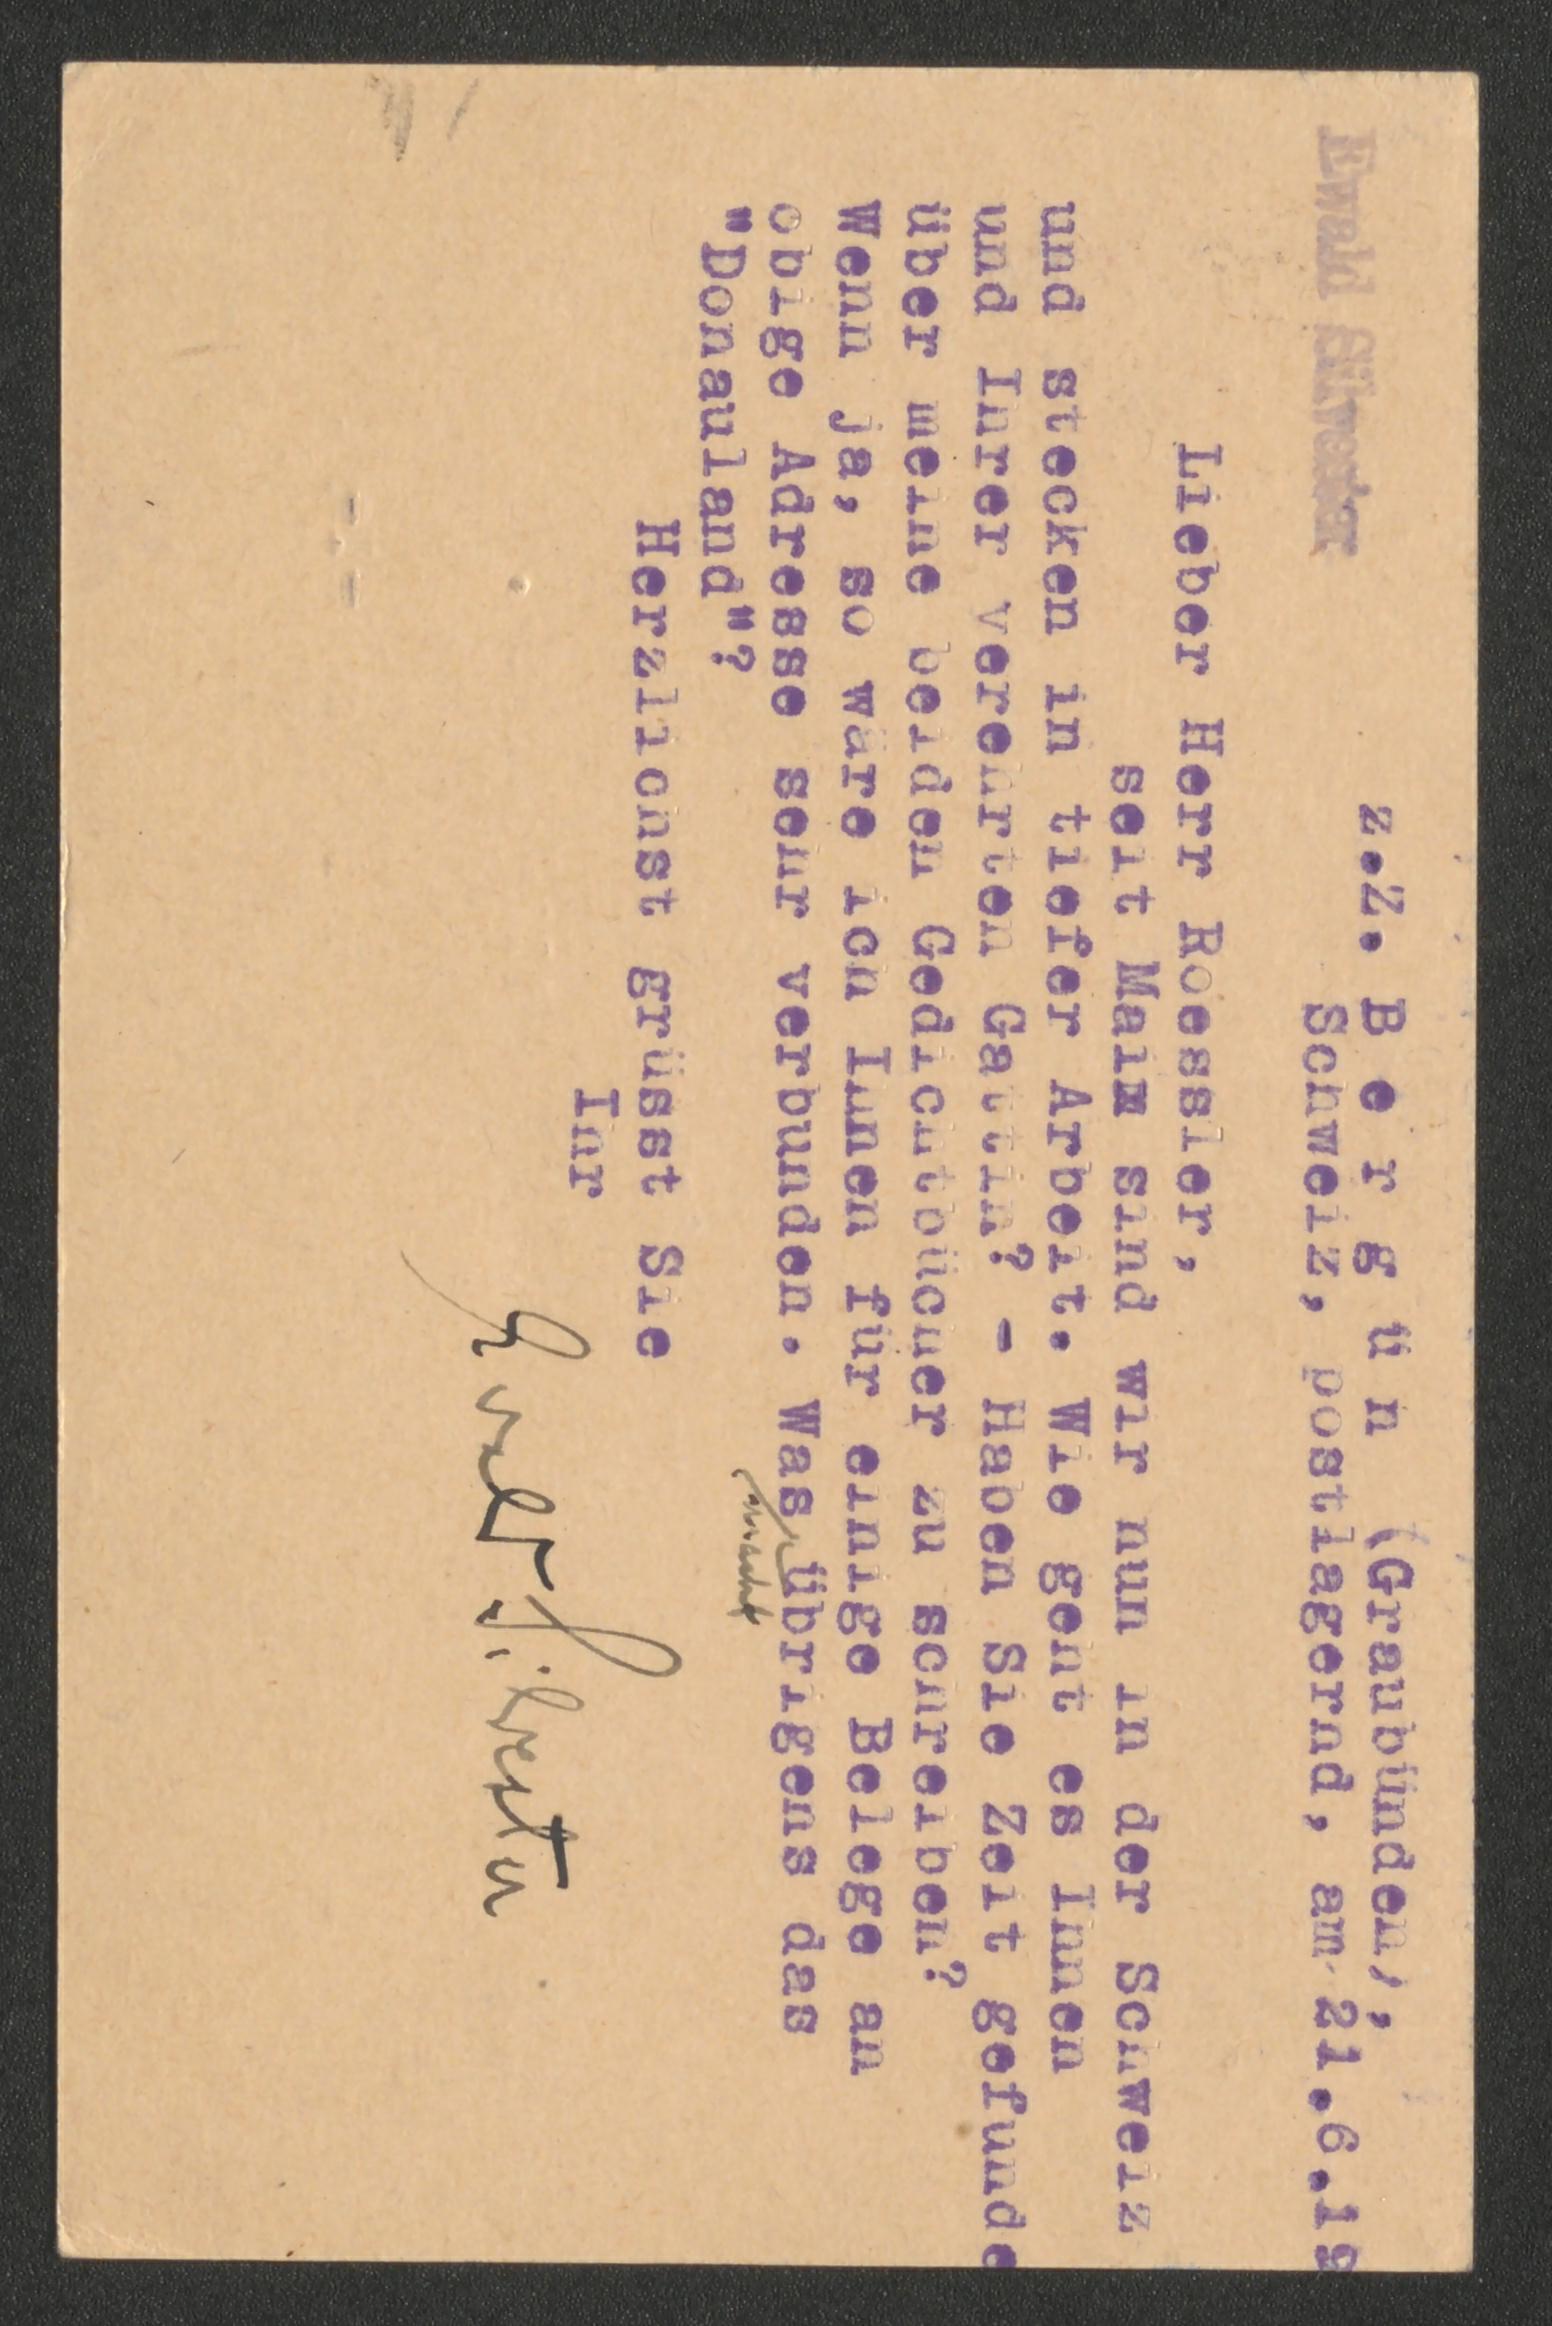 Ewald Silvester
z.Z. B e r g ü n (Graubünden),
Schweiz, postlagernd, am 21.6.19
Lieber Herr Roessler,
seit Maim sind wir nun in der Schweiz
und stecken in tiefer Arbeit. Wie geht es Ihnen
und Ihrer verehrten Gattin? - Haben Sie Zeit gefunde
über meine beiden Gedichtbücher zu schreiben?
Wenn ja, so wäre ich Ihnen für einige Belege an
obige Adresse sehr verbunden. Was übrigens das
macht
"Donauland"?
Herzlichst grüsst Sie
Ihr
Ewald Silvester